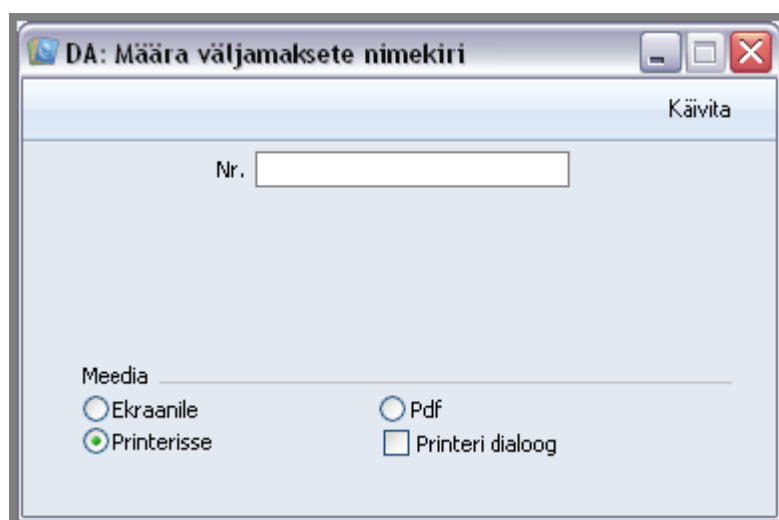 DA: Määra väljamaksete nimekiri
Käivita
Nr.
Meedia
Ekraanile
Pdf
Printerisse
Printeri dialoog